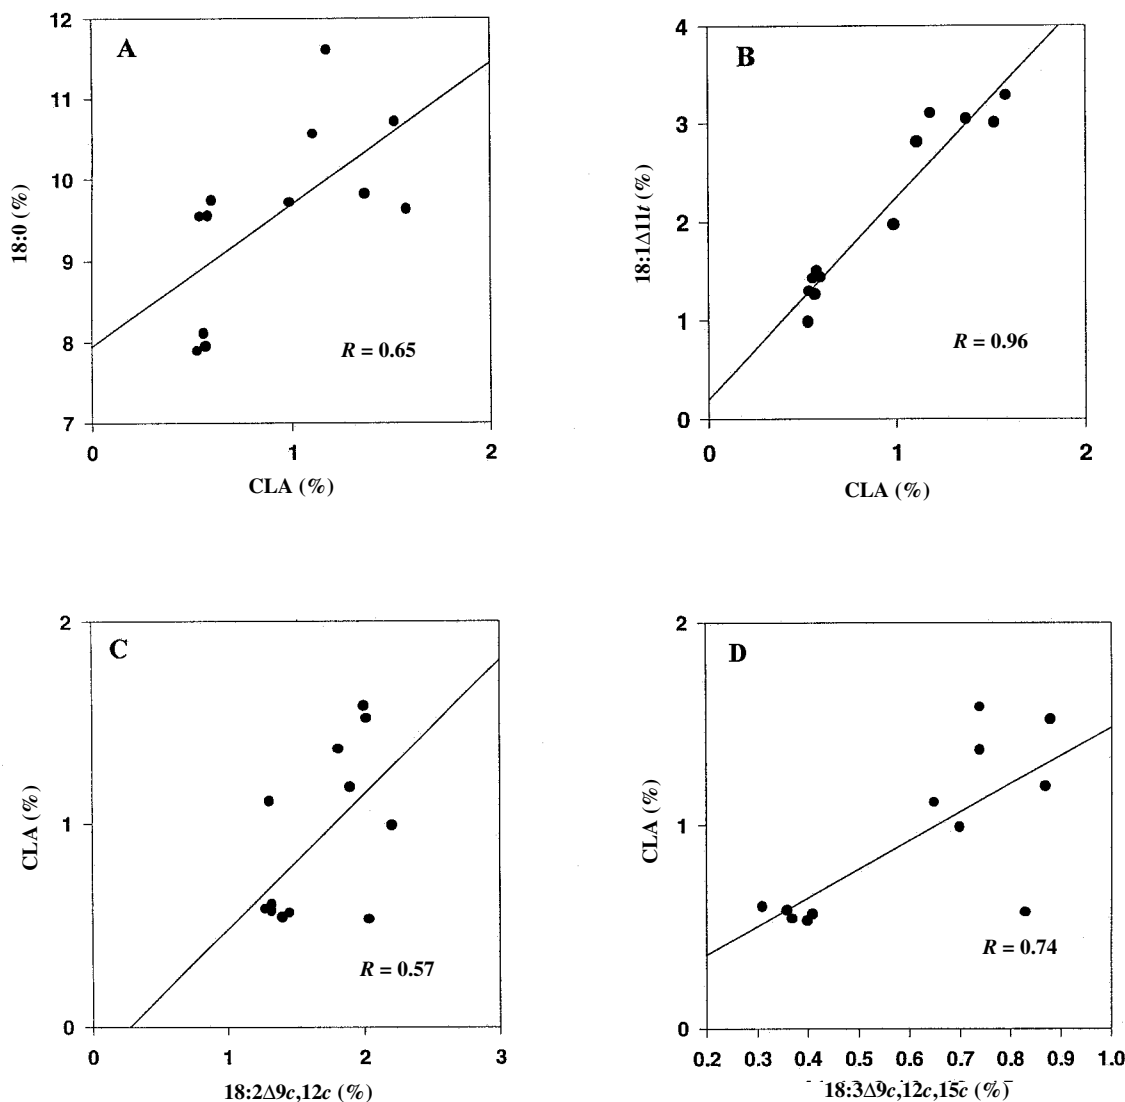 A
12
11
10
9
8
7
18:0 (%)
R = 0.65
0 1 2
CLA (%)
B
4
3
2
1
0
18:1Δ11t (%)
R = 0.96
0 1 2
CLA (%)
C
2
1
0
CLA (%)
R = 0.57
0 1 2 3
18:2Δ9c,12c (%)
D
2
1
0
CLA (%)
R = 0.74
0.2 0.3 0.4 0.5 0.6 0.7 0.8 0.9 1.0
18:3Δ9c,12c,15c (%)